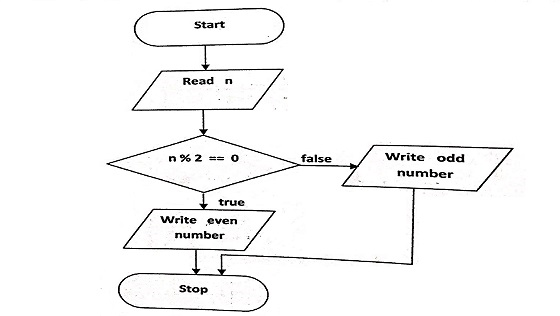 Start
Read n
n % 2 == 0
false
Write odd
number
true
Write even
number
Stop